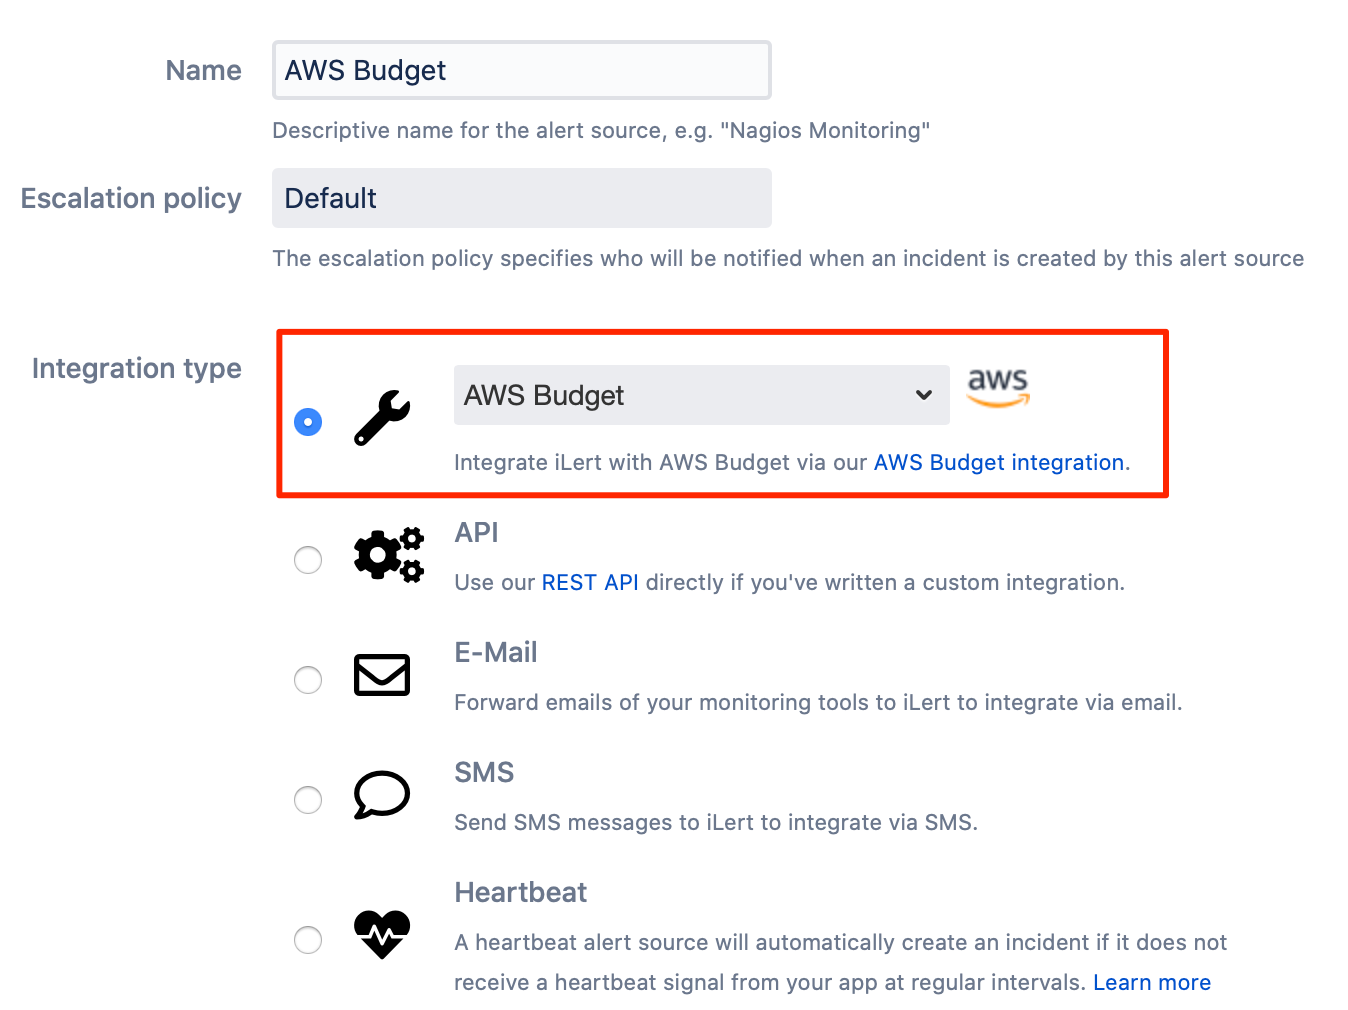 Name
AWS Budget
Descriptive name for the alert source, e.g. "Nagios Monitoring"
Escalation policy
Default
The escalation policy specifies who will be notified when an incident is created by this alert source
Integration type
AWS Budget
aws
Integrate iLert with AWS Budget via our AWS Budget integration.
API
Use our REST API directly if you've written a custom integration.
E-Mail
Forward emails of your monitoring tools to iLert to integrate via email.
SMS
Send SMS messages to iLert to integrate via SMS.
Heartbeat
A heartbeat alert source will automatically create an incident if it does not
receive a heartbeat signal from your app at regular intervals. Learn more